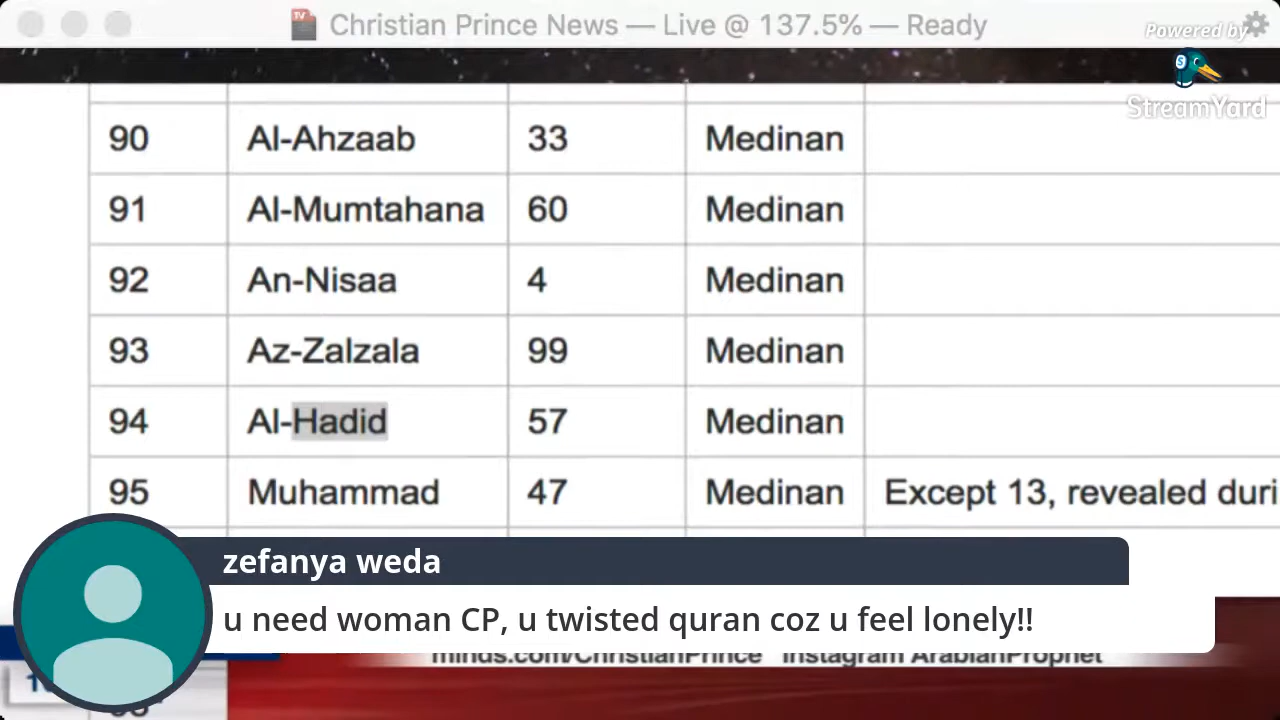 Christian Prince News — Live @ 137.5% — Ready
Powered by
StreamYard
90 Al-Ahzaab 33 Medinan
91 Al-Mumtahana 60 Medinan
92 An-Nisaa 4 Medinan
93 Az-Zalzala 99 Medinan
94 Al-Hadid 57 Medinan
95 Muhammad 47 Medinan Except 13, revealed duri
zefanya weda
u need woman CP, u twisted quran coz u feel lonely!!
minds.com/ChristianPrince Instagram ArabianProphet